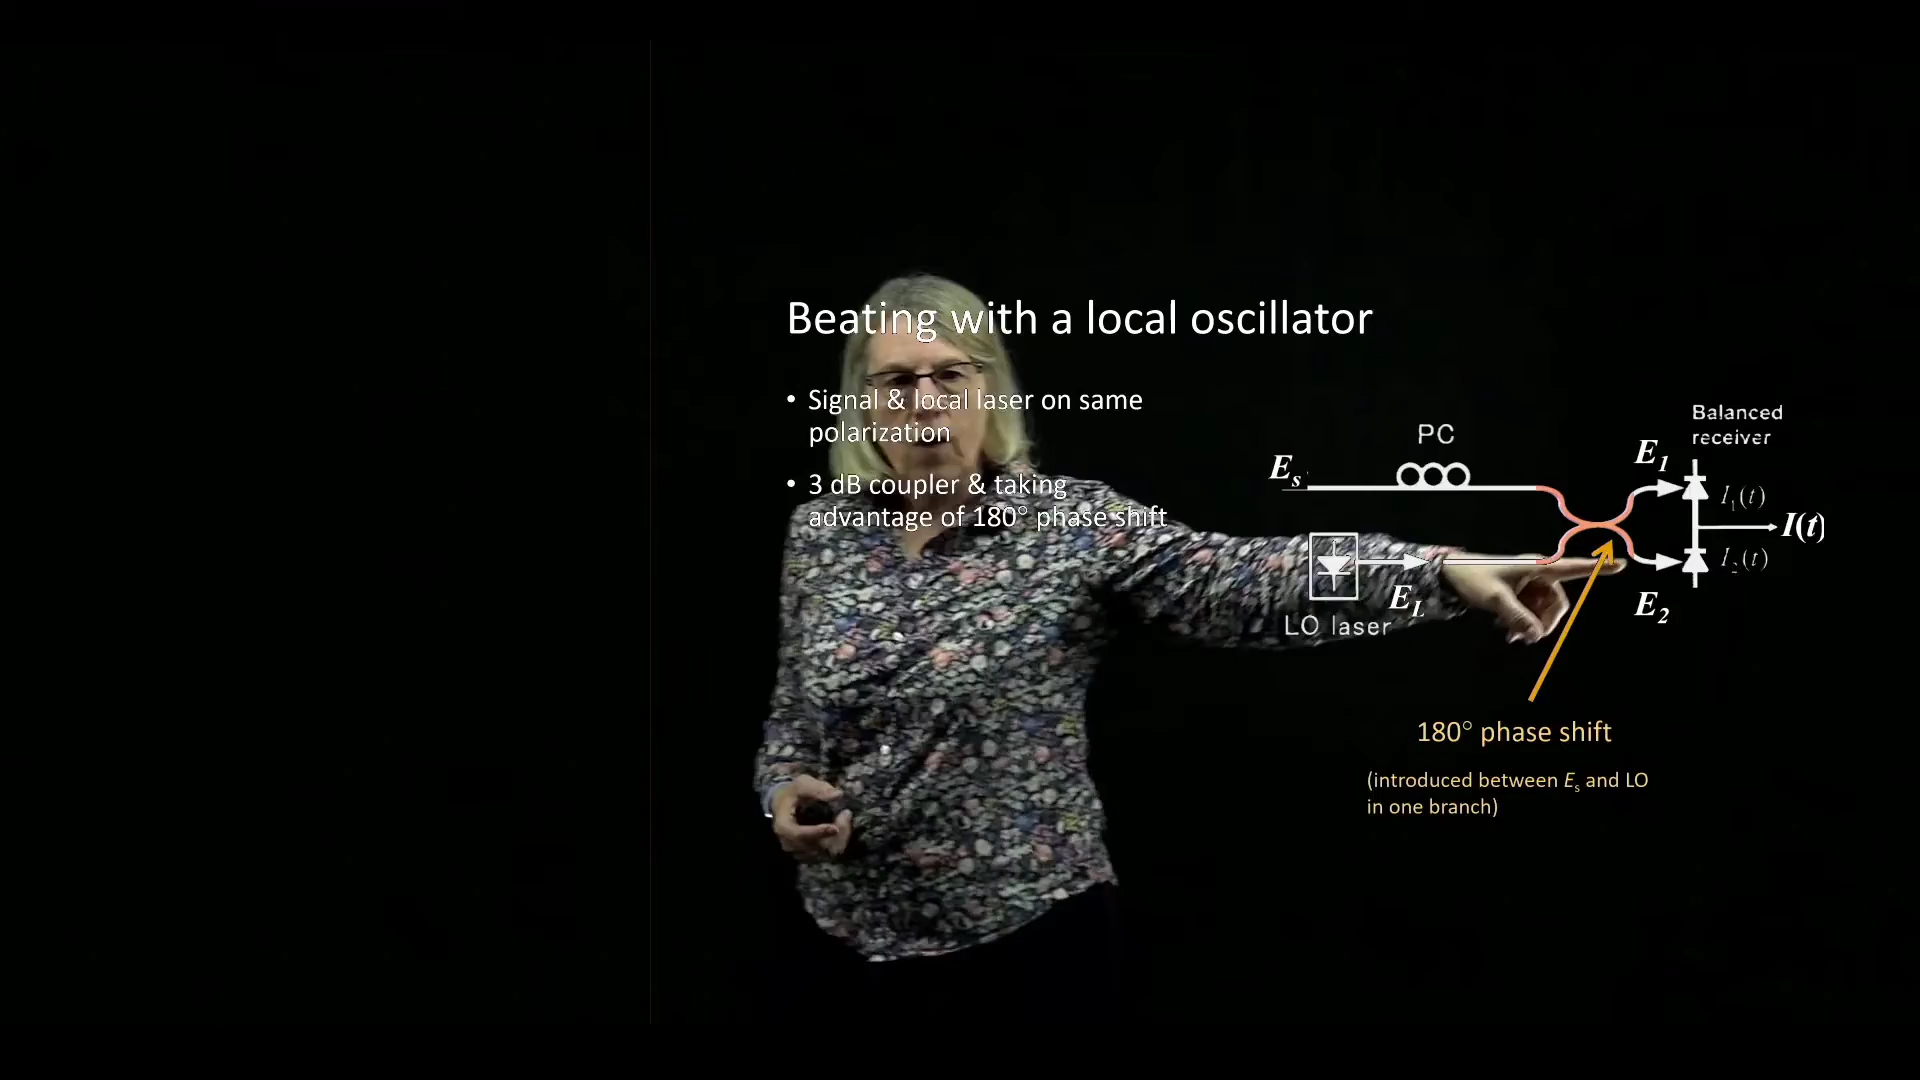 Beating with a local oscillator
• Signal & local laser on same
polarization
• 3 dB coupler & taking
advantage of 180° phase shift
PC
Es
LO laser
EL
E1
E2
Balanced
receiver
I1(t)
I(t)
I2(t)
180° phase shift
(introduced between Es and LO
in one branch)